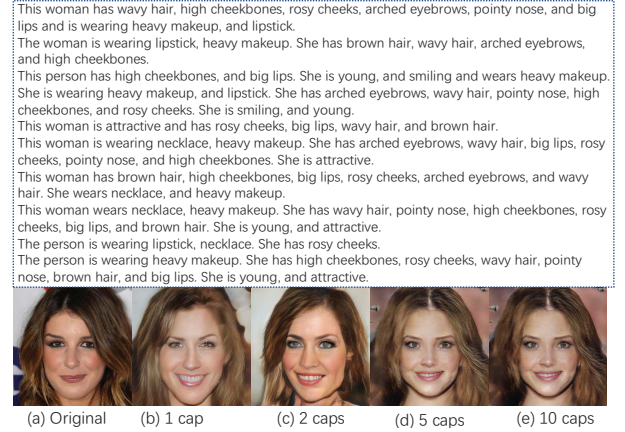 This woman has wavy hair, high cheekbones, rosy cheeks, arched eyebrows, pointy nose, and big
lips and is wearing heavy makeup, and lipstick.
The woman is wearing lipstick, heavy makeup. She has brown hair, wavy hair, arched eyebrows,
and high cheekbones.
This person has high cheekbones, and big lips. She is young, and smiling and wears heavy makeup.
She is wearing heavy makeup, and lipstick. She has arched eyebrows, wavy hair, pointy nose, high
cheekbones, and rosy cheeks. She is smiling, and young.
This woman is attractive and has rosy cheeks, big lips, wavy hair, and brown hair.
This woman is wearing necklace, heavy makeup. She has arched eyebrows, wavy hair, big lips, rosy
cheeks, pointy nose, and high cheekbones. She is attractive.
This woman has brown hair, high cheekbones, big lips, rosy cheeks, arched eyebrows, and wavy
hair. She wears necklace, and heavy makeup.
This woman wears necklace, heavy makeup. She has wavy hair, pointy nose, high cheekbones, rosy
cheeks, big lips, and brown hair. She is young, and attractive.
The person is wearing lipstick, necklace. She has rosy cheeks.
The person is wearing heavy makeup. She has high cheekbones, rosy cheeks, wavy hair, pointy
nose, brown hair, and big lips. She is young, and attractive.
(a) Original (b) 1 cap (c) 2 caps (d) 5 caps (e) 10 caps